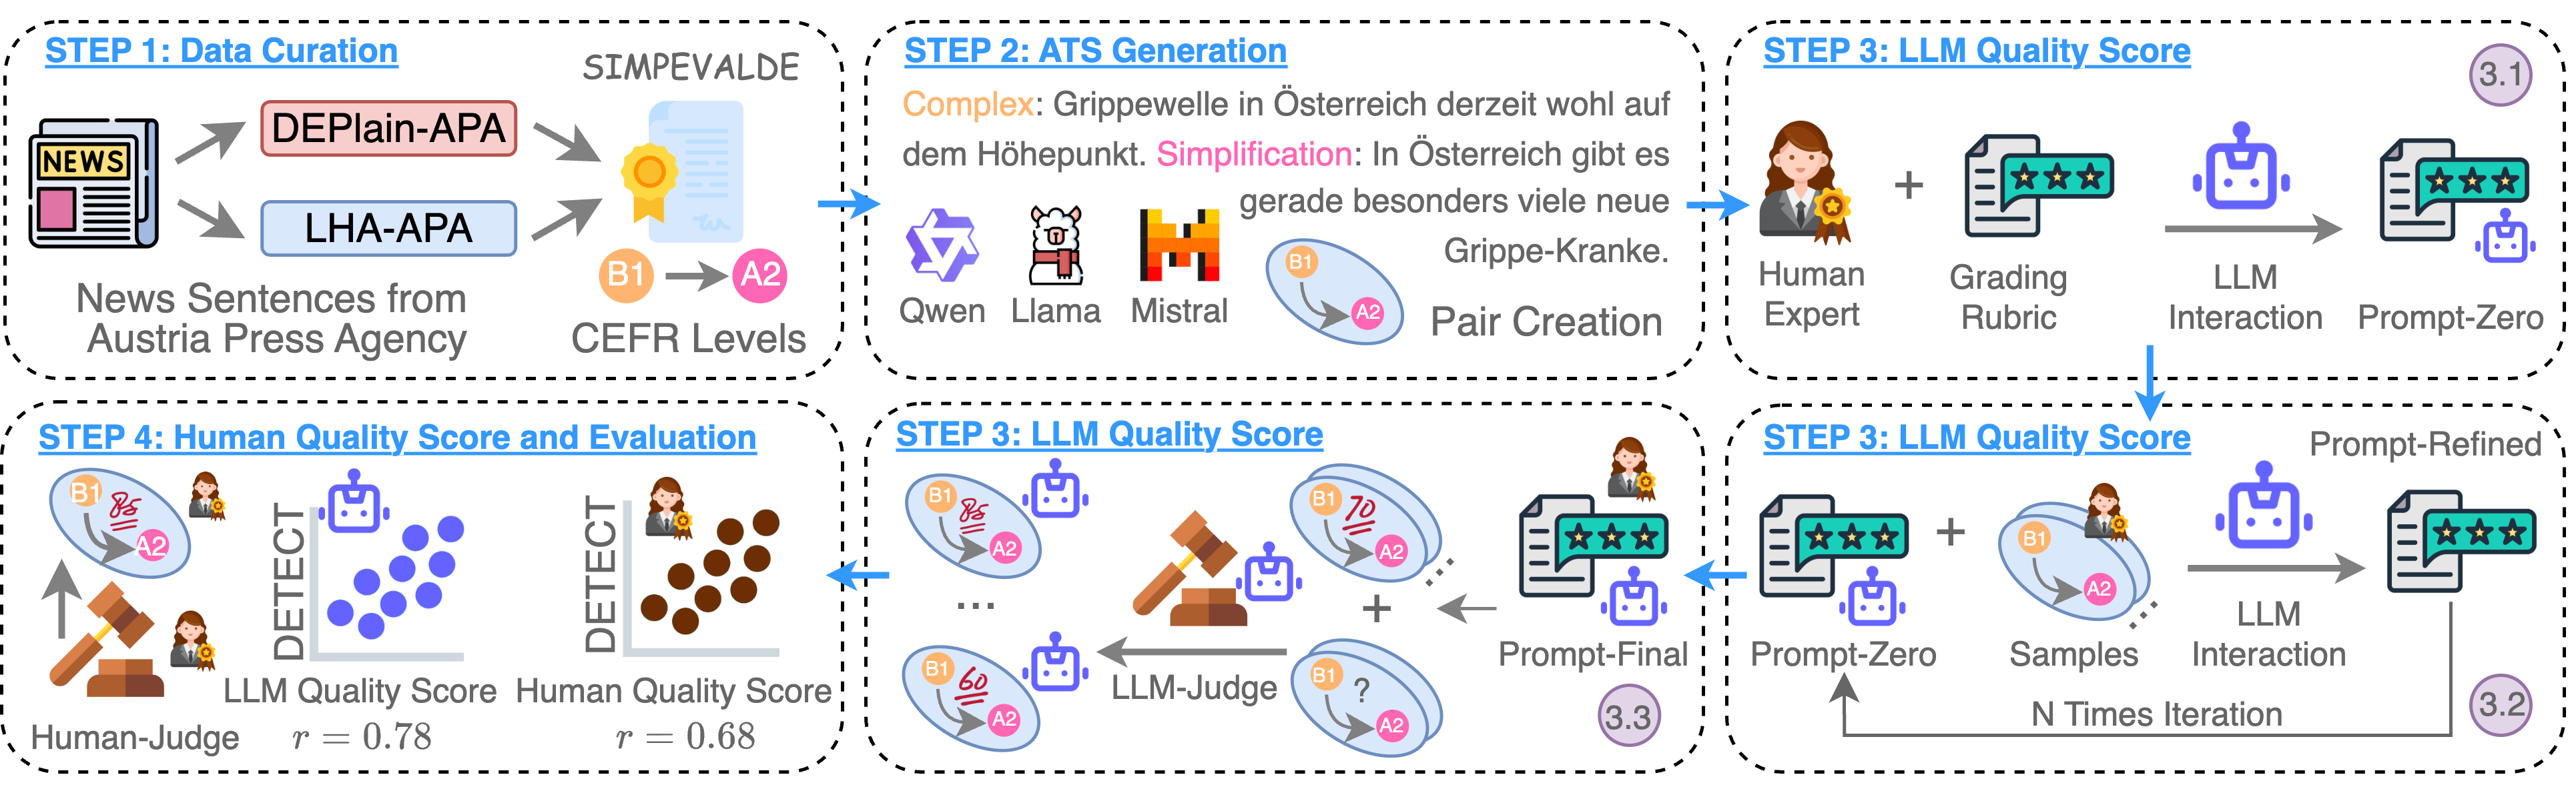 STEP 1: Data Curation
SIMPEVALDE
NEWS
DEPlain-APA
LHA-APA
B1
A2
News Sentences from
Austria Press Agency
CEFR Levels
STEP 2: ATS Generation
Complex: Grippewelle in Österreich derzeit wohl auf
dem Höhepunkt. Simplification: In Österreich gibt es
gerade besonders viele neue
Grippe-Kranke.
Qwen
Llama
Mistral
B1
A2
Pair Creation
STEP 3: LLM Quality Score
3.1
+
Human
Expert
Grading
Rubric
LLM
Interaction
Prompt-Zero
STEP 3: LLM Quality Score
Prompt-Refined
+
B1
A2
Prompt-Zero
Samples
LLM
Interaction
N Times Iteration
3.2
STEP 3: LLM Quality Score
B1
85
A2
...
B1
60
A2
LLM-Judge
B1
70
A2
+
B1
?
A2
Prompt-Final
3.3
STEP 4: Human Quality Score and Evaluation
B1
85
A2
Human-Judge
DETECT
LLM Quality Score
r = 0.78
DETECT
Human Quality Score
r = 0.68